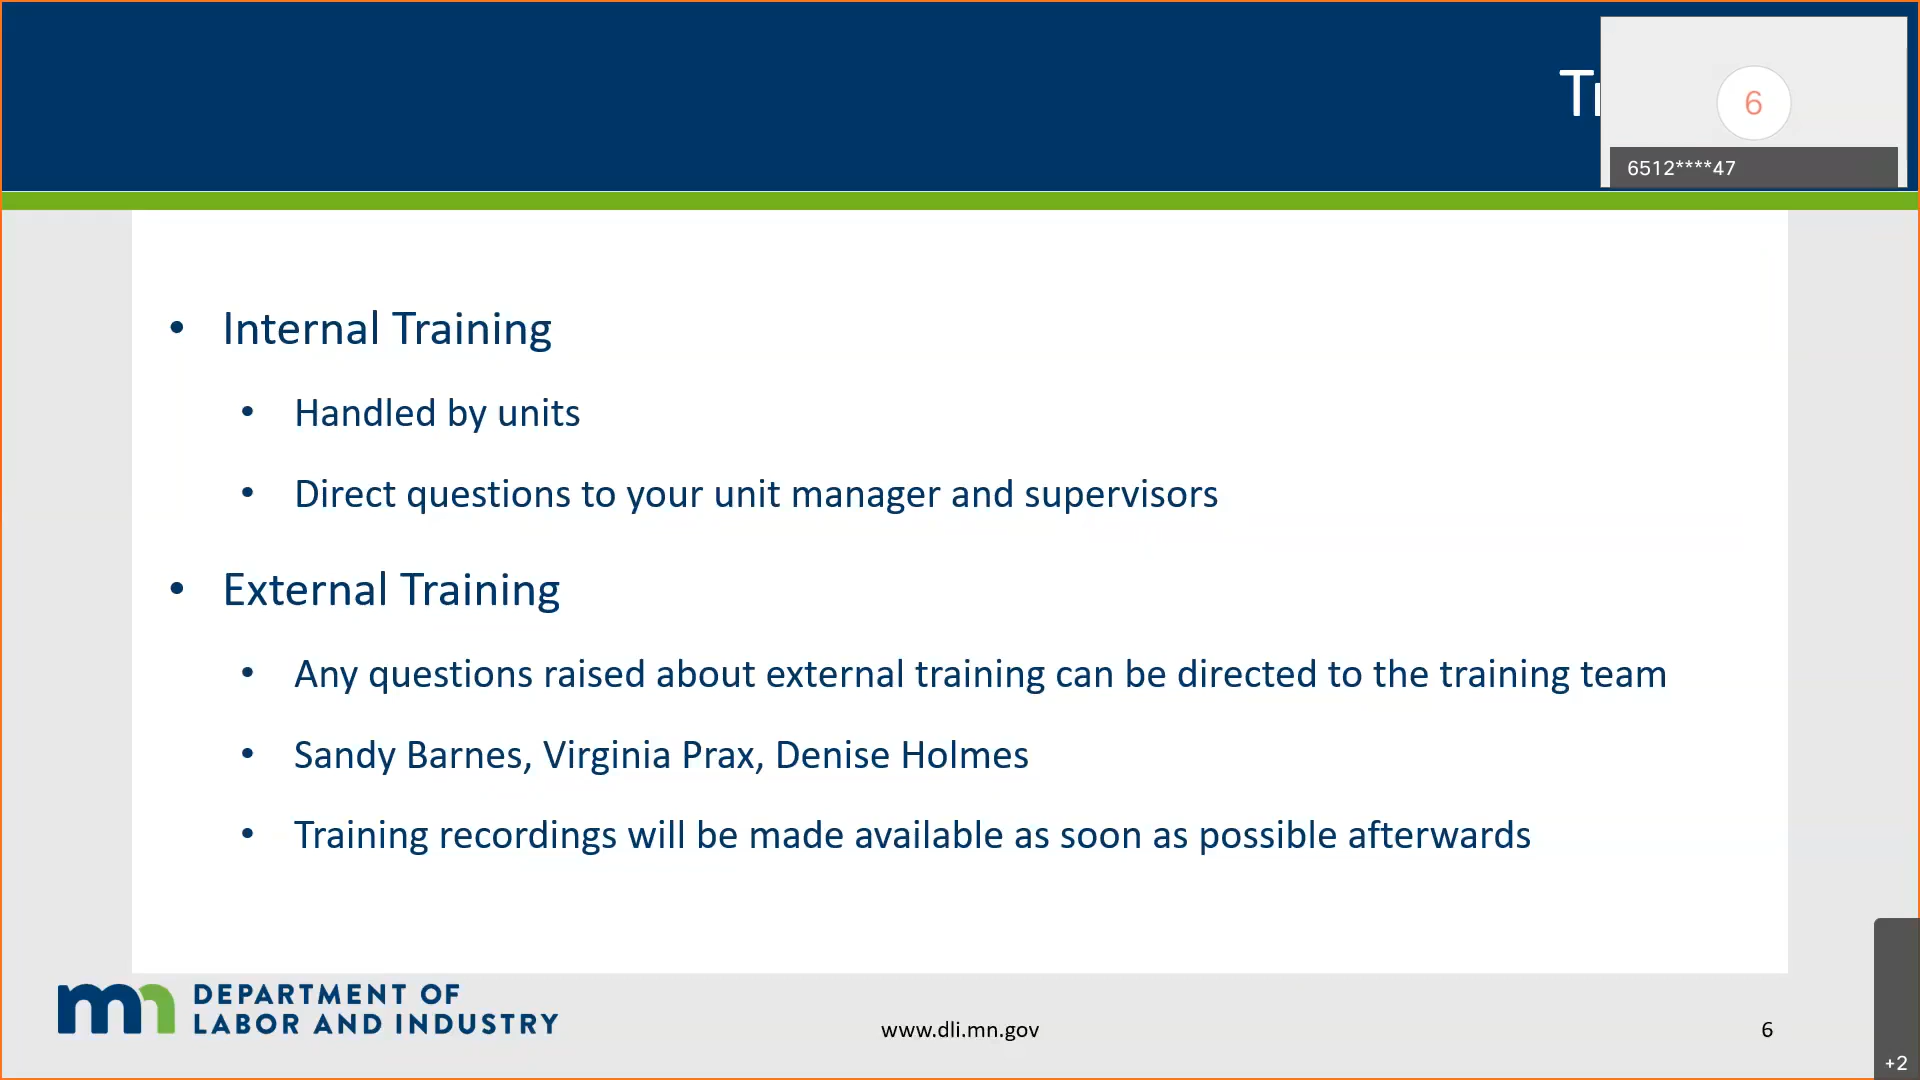 6
6512****47
• Internal Training
• Handled by units
• Direct questions to your unit manager and supervisors
• External Training
• Any questions raised about external training can be directed to the training team
• Sandy Barnes, Virginia Prax, Denise Holmes
• Training recordings will be made available as soon as possible afterwards
mn DEPARTMENT OF
LABOR AND INDUSTRY
www.dli.mn.gov
6
+2